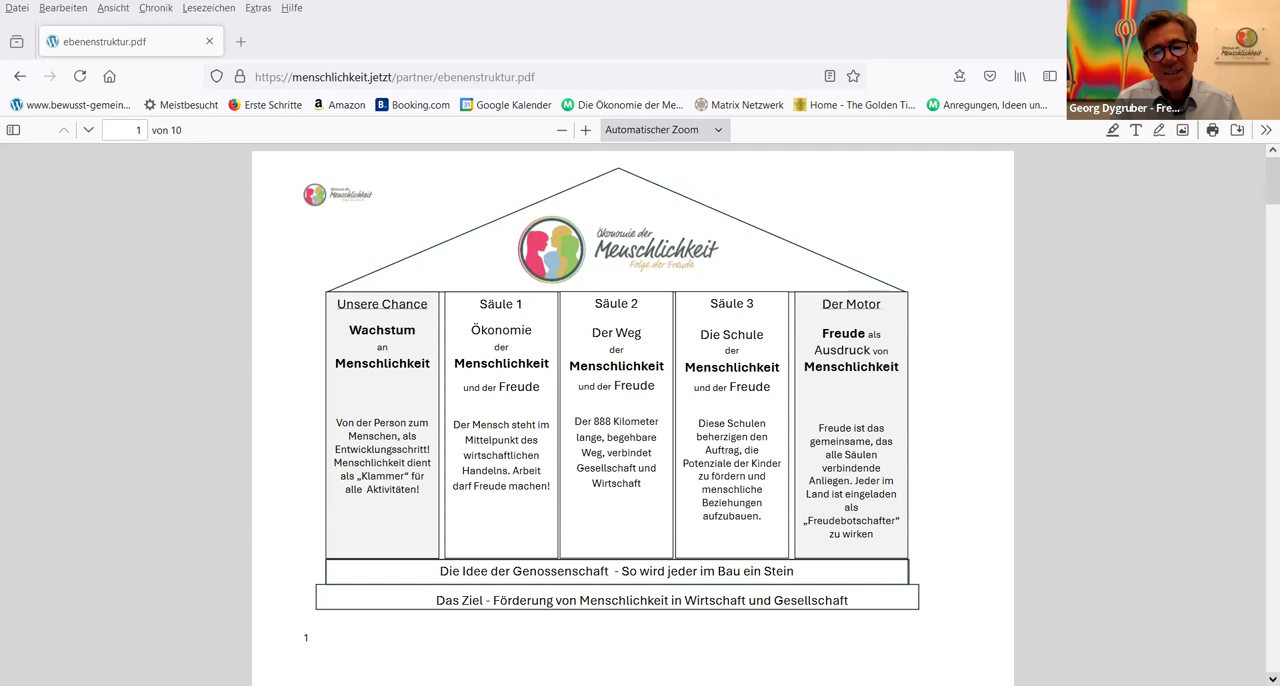 Datei Bearbeiten Ansicht Chronik Lesezeichen Extras Hilfe
ebenenstruktur.pdf
https://menschlichkeit.jetzt/partner/ebenenstruktur.pdf
www.bewusst-gemein... Meistbesucht Erste Schritte Amazon Booking.com Google Kalender Die Ökonomie der Me... Matrix Netzwerk Home - The Golden Ti... Anregungen, Ideen un...
Georg Dygruber - Fre...
1 von 10
Automatischer Zoom
Ökonomie der
Menschlichkeit
Ökonomie der
Menschlichkeit
Folge der Freude
Unsere Chance
Wachstum
an
Menschlichkeit
Von der Person zum
Menschen, als
Entwicklungsschritt!
Menschlichkeit dient
als „Klammer“ für
alle Aktivitäten!
Säule 1
Ökonomie
der
Menschlichkeit
und der Freude
Der Mensch steht im
Mittelpunkt des
wirtschaftlichen
Handelns. Arbeit
darf Freude machen!
Säule 2
Der Weg
der
Menschlichkeit
und der Freude
Der 888 Kilometer
lange, begehbare
Weg, verbindet
Gesellschaft und
Wirtschaft
Säule 3
Die Schule
der
Menschlichkeit
und der Freude
Diese Schulen
beherzigen den
Auftrag, die
Potenziale der Kinder
zu fördern und
menschliche
Beziehungen
aufzubauen.
Der Motor
Freude als
Ausdruck von
Menschlichkeit
Freude ist das
gemeinsame, das
alle Säulen
verbindende
Anliegen. Jeder im
Land ist eingeladen
als
„Freudebotschafter“
zu wirken
Die Idee der Genossenschaft - So wird jeder im Bau ein Stein
Das Ziel - Förderung von Menschlichkeit in Wirtschaft und Gesellschaft
1